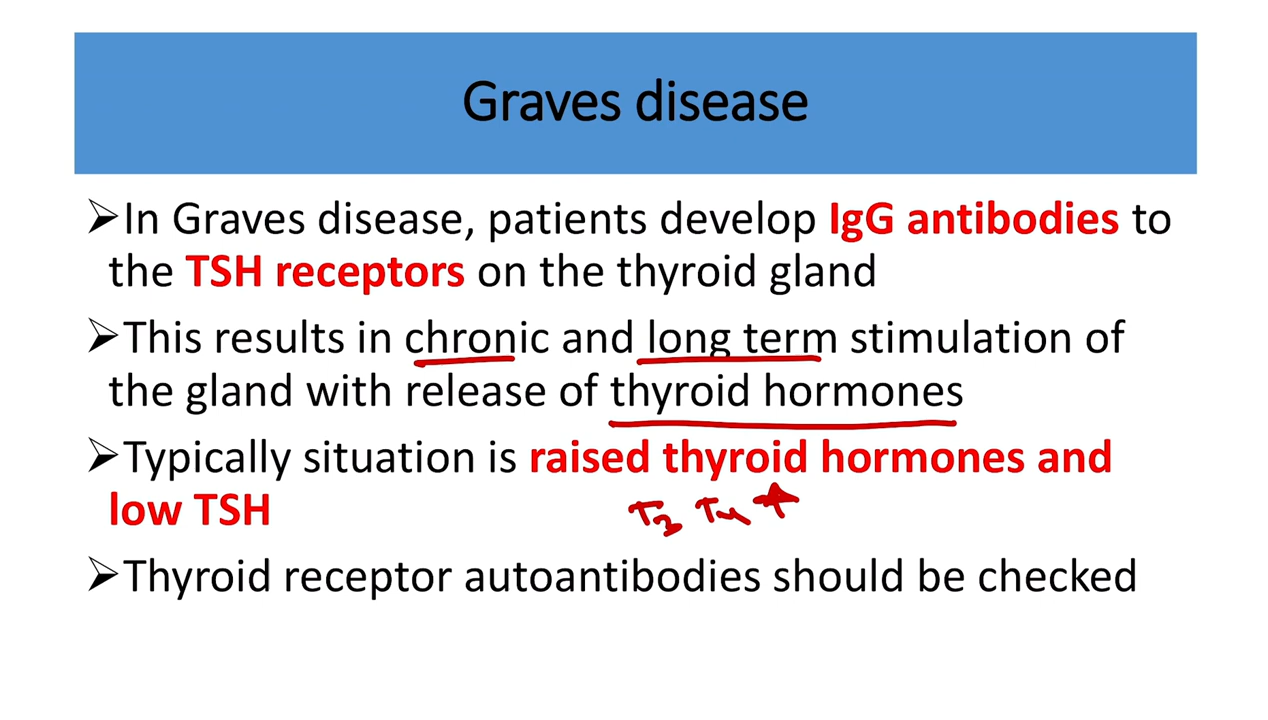 Graves disease
➤In Graves disease, patients develop IgG antibodies to
the TSH receptors on the thyroid gland
➤This results in chronic and long term stimulation of
the gland with release of thyroid hormones
➤Typically situation is raised thyroid hormones and
low TSH
T3 T4 ↑
➤Thyroid receptor autoantibodies should be checked